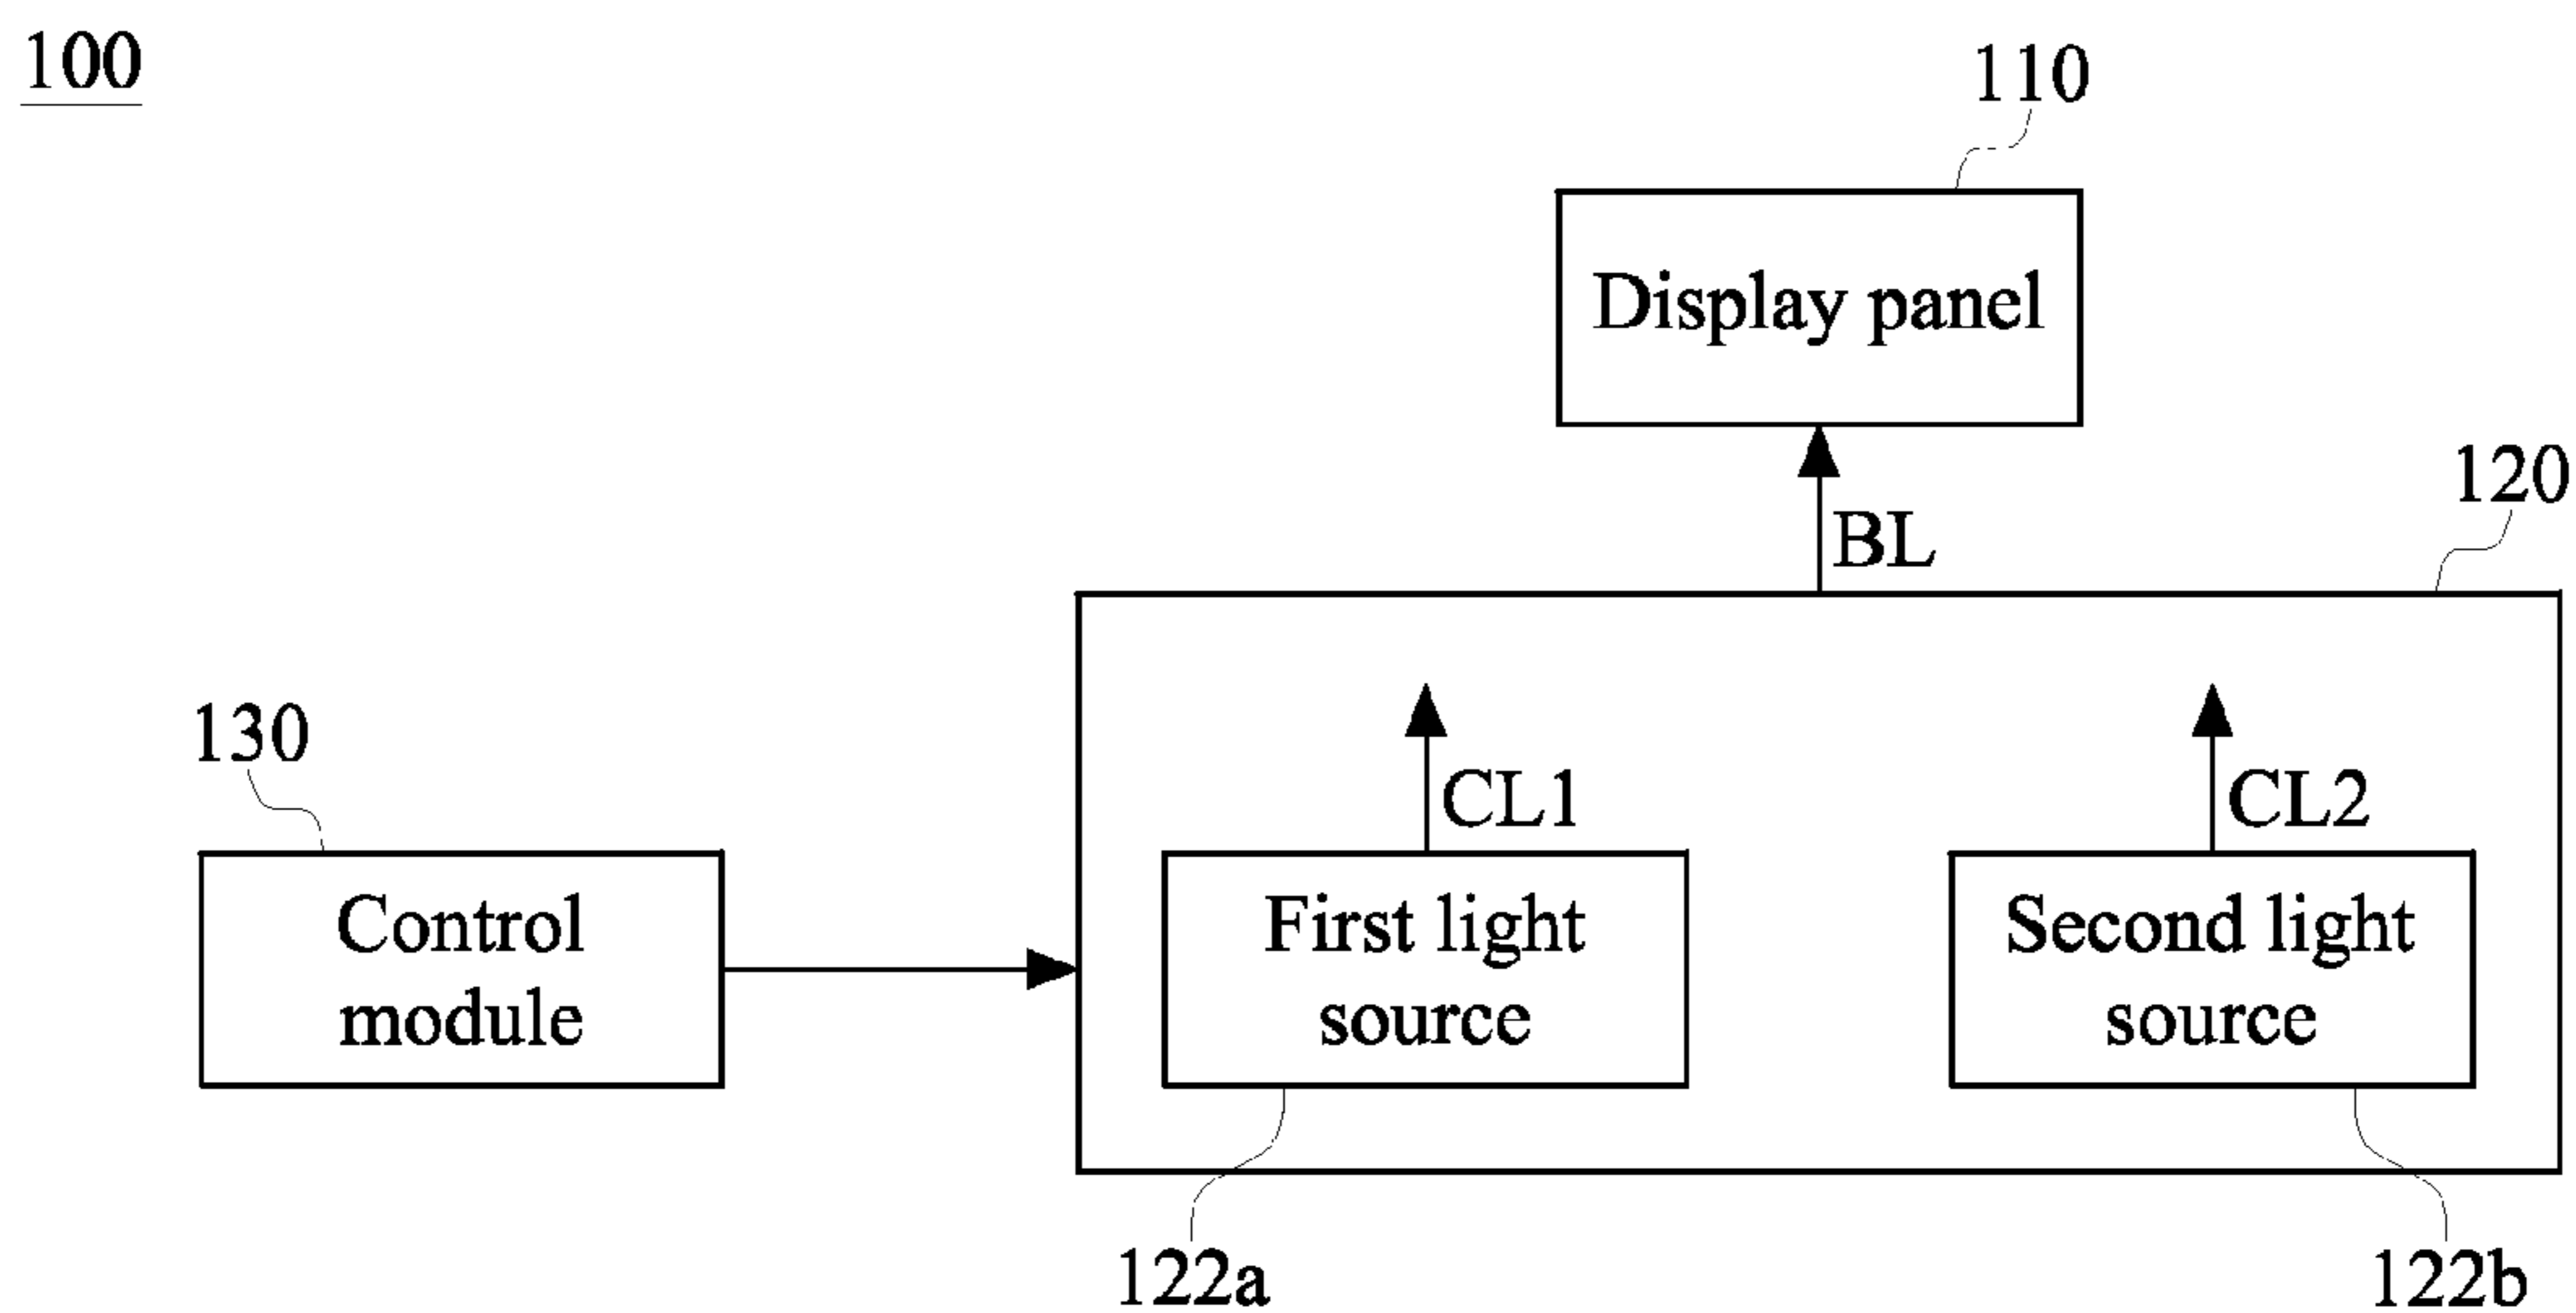 100
110
Display panel
120
BL
130
CL1
CL2
Control
module
First light
source
Second light
source
122a
122b